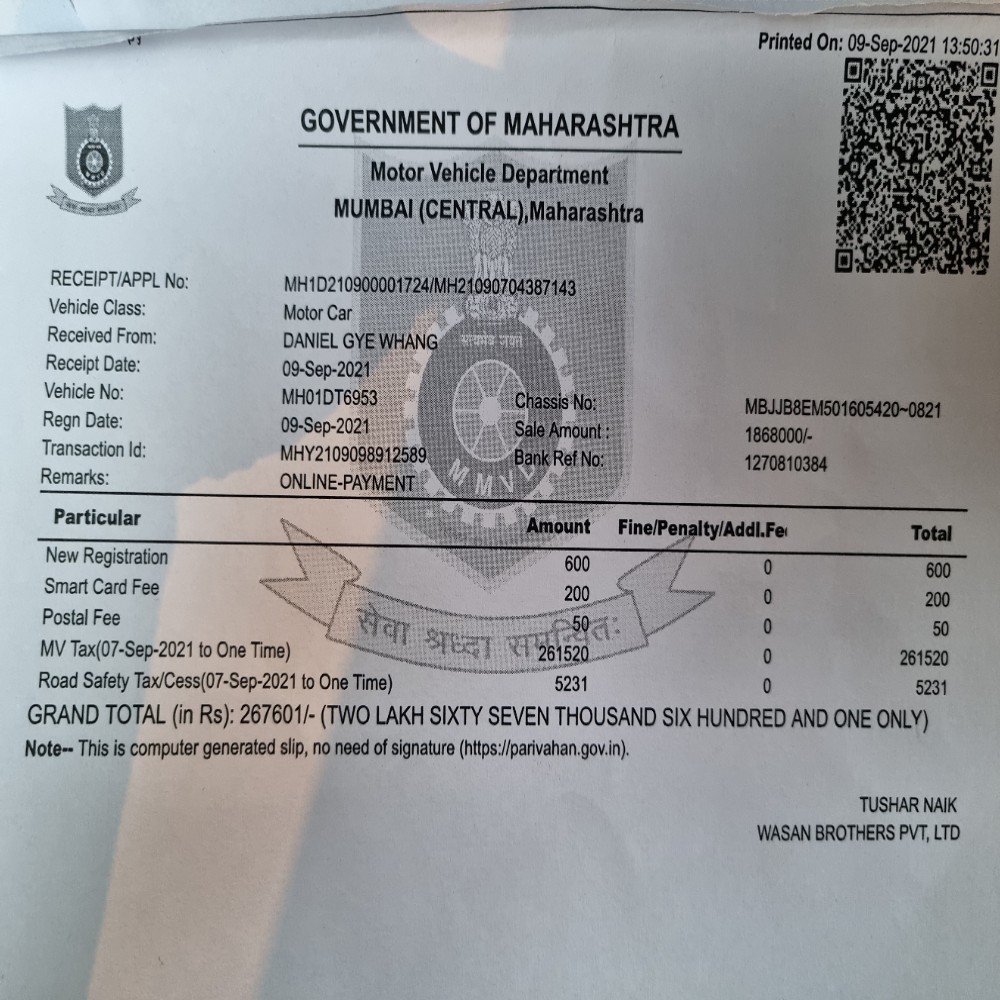 Printed On: 09-Sep-2021 13:50:31
GOVERNMENT OF MAHARASHTRA
Motor Vehicle Department
MUMBAI (CENTRAL),Maharashtra
RECEIPT/APPL No: MH1D210900001724/MH21090704387143
Vehicle Class: Motor Car
Received From: DANIEL GYE WHANG
Receipt Date: 09-Sep-2021
Vehicle No: MH01DT6953 Chassis No: MBJJB8EM501605420~0821
Regn Date: 09-Sep-2021 Sale Amount : 1868000/-
Transaction Id: MHY2109098912589 Bank Ref No: 1270810384
Remarks: ONLINE-PAYMENT
Particular Amount Fine/Penalty/Addl.Fe Total
New Registration 600 0 600
Smart Card Fee 200 0 200
Postal Fee 50 0 50
MV Tax(07-Sep-2021 to One Time) 261520 0 261520
Road Safety Tax/Cess(07-Sep-2021 to One Time) 5231 0 5231
GRAND TOTAL (in Rs): 267601/- (TWO LAKH SIXTY SEVEN THOUSAND SIX HUNDRED AND ONE ONLY)
Note-- This is computer generated slip, no need of signature (https://parivahan.gov.in).
TUSHAR NAIK
WASAN BROTHERS PVT, LTD
सत्यमेव जयते
M M V D
सेवा श्रध्दा